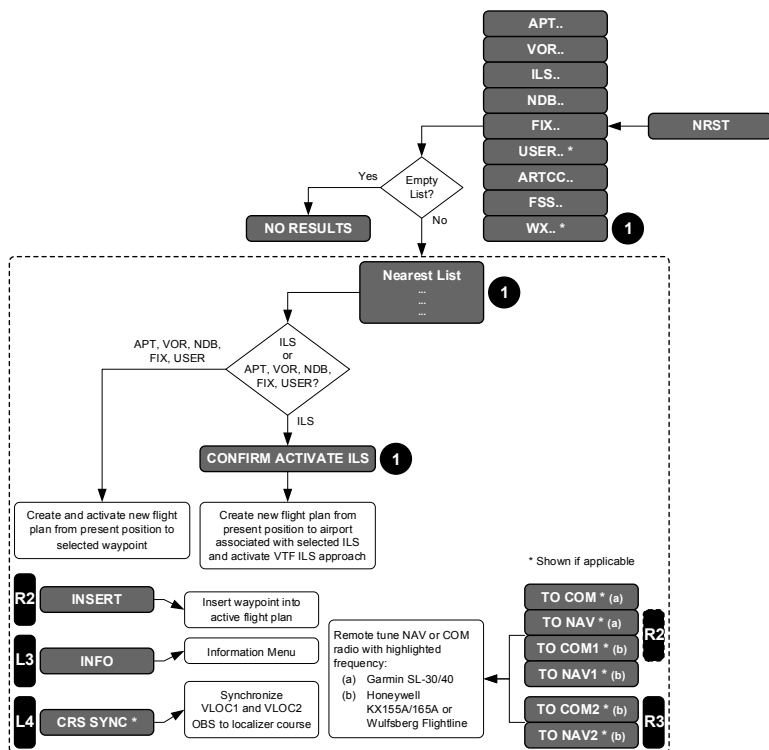 APT..
VOR..
ILS..
NDB..
FIX..
USER.. *
ARTCC..
FSS..
WX.. *
NRST
1
Empty
List?
Yes
No
NO RESULTS
Nearest List
...
...
...
1
ILS
or
APT, VOR, NDB,
FIX, USER?
APT, VOR, NDB,
FIX, USER
ILS
CONFIRM ACTIVATE ILS
1
Create and activate new flight
plan from present position to
selected waypoint
Create new flight plan from
present position to airport
associated with selected ILS
and activate VTF ILS approach
* Shown if applicable
R2
INSERT
Insert waypoint into
active flight plan
L3
INFO
Information Menu
L4
CRS SYNC *
Synchronize
VLOC1 and VLOC2
OBS to localizer course
Remote tune NAV or COM
radio with highlighted
frequency:
(a) Garmin SL-30/40
(b) Honeywell
KX155A/165A or
Wulfsberg Flightline
TO COM * (a)
TO NAV * (a)
TO COM1 * (b)
TO NAV1 * (b)
R2
TO COM2 * (b)
TO NAV2 * (b)
R3